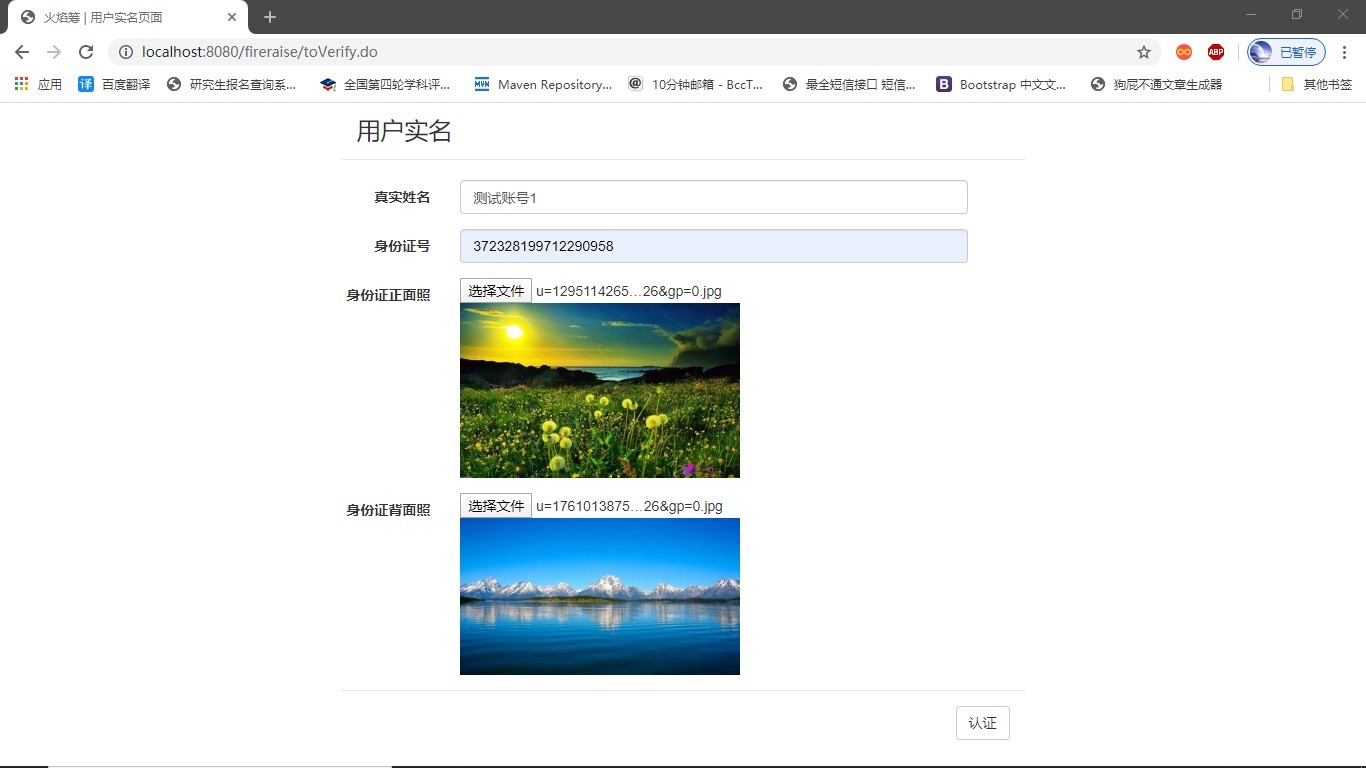 火焰筹 | 用户实名页面
localhost:8080/fireraise/toVerify.do
ABP
已暂停
应用
译 百度翻译
研究生报名查询系...
全国第四轮学科评...
MVN Maven Repository...
@ 10分钟邮箱 - BccT...
最全短信接口 短信...
B Bootstrap 中文文...
狗屁不通文章生成器
其他书签
用户实名
真实姓名 测试账号1
身份证号 372328199712290958
身份证正面照 选择文件 u=1295114265...26&gp=0.jpg
身份证背面照 选择文件 u=1761013875...26&gp=0.jpg
认证